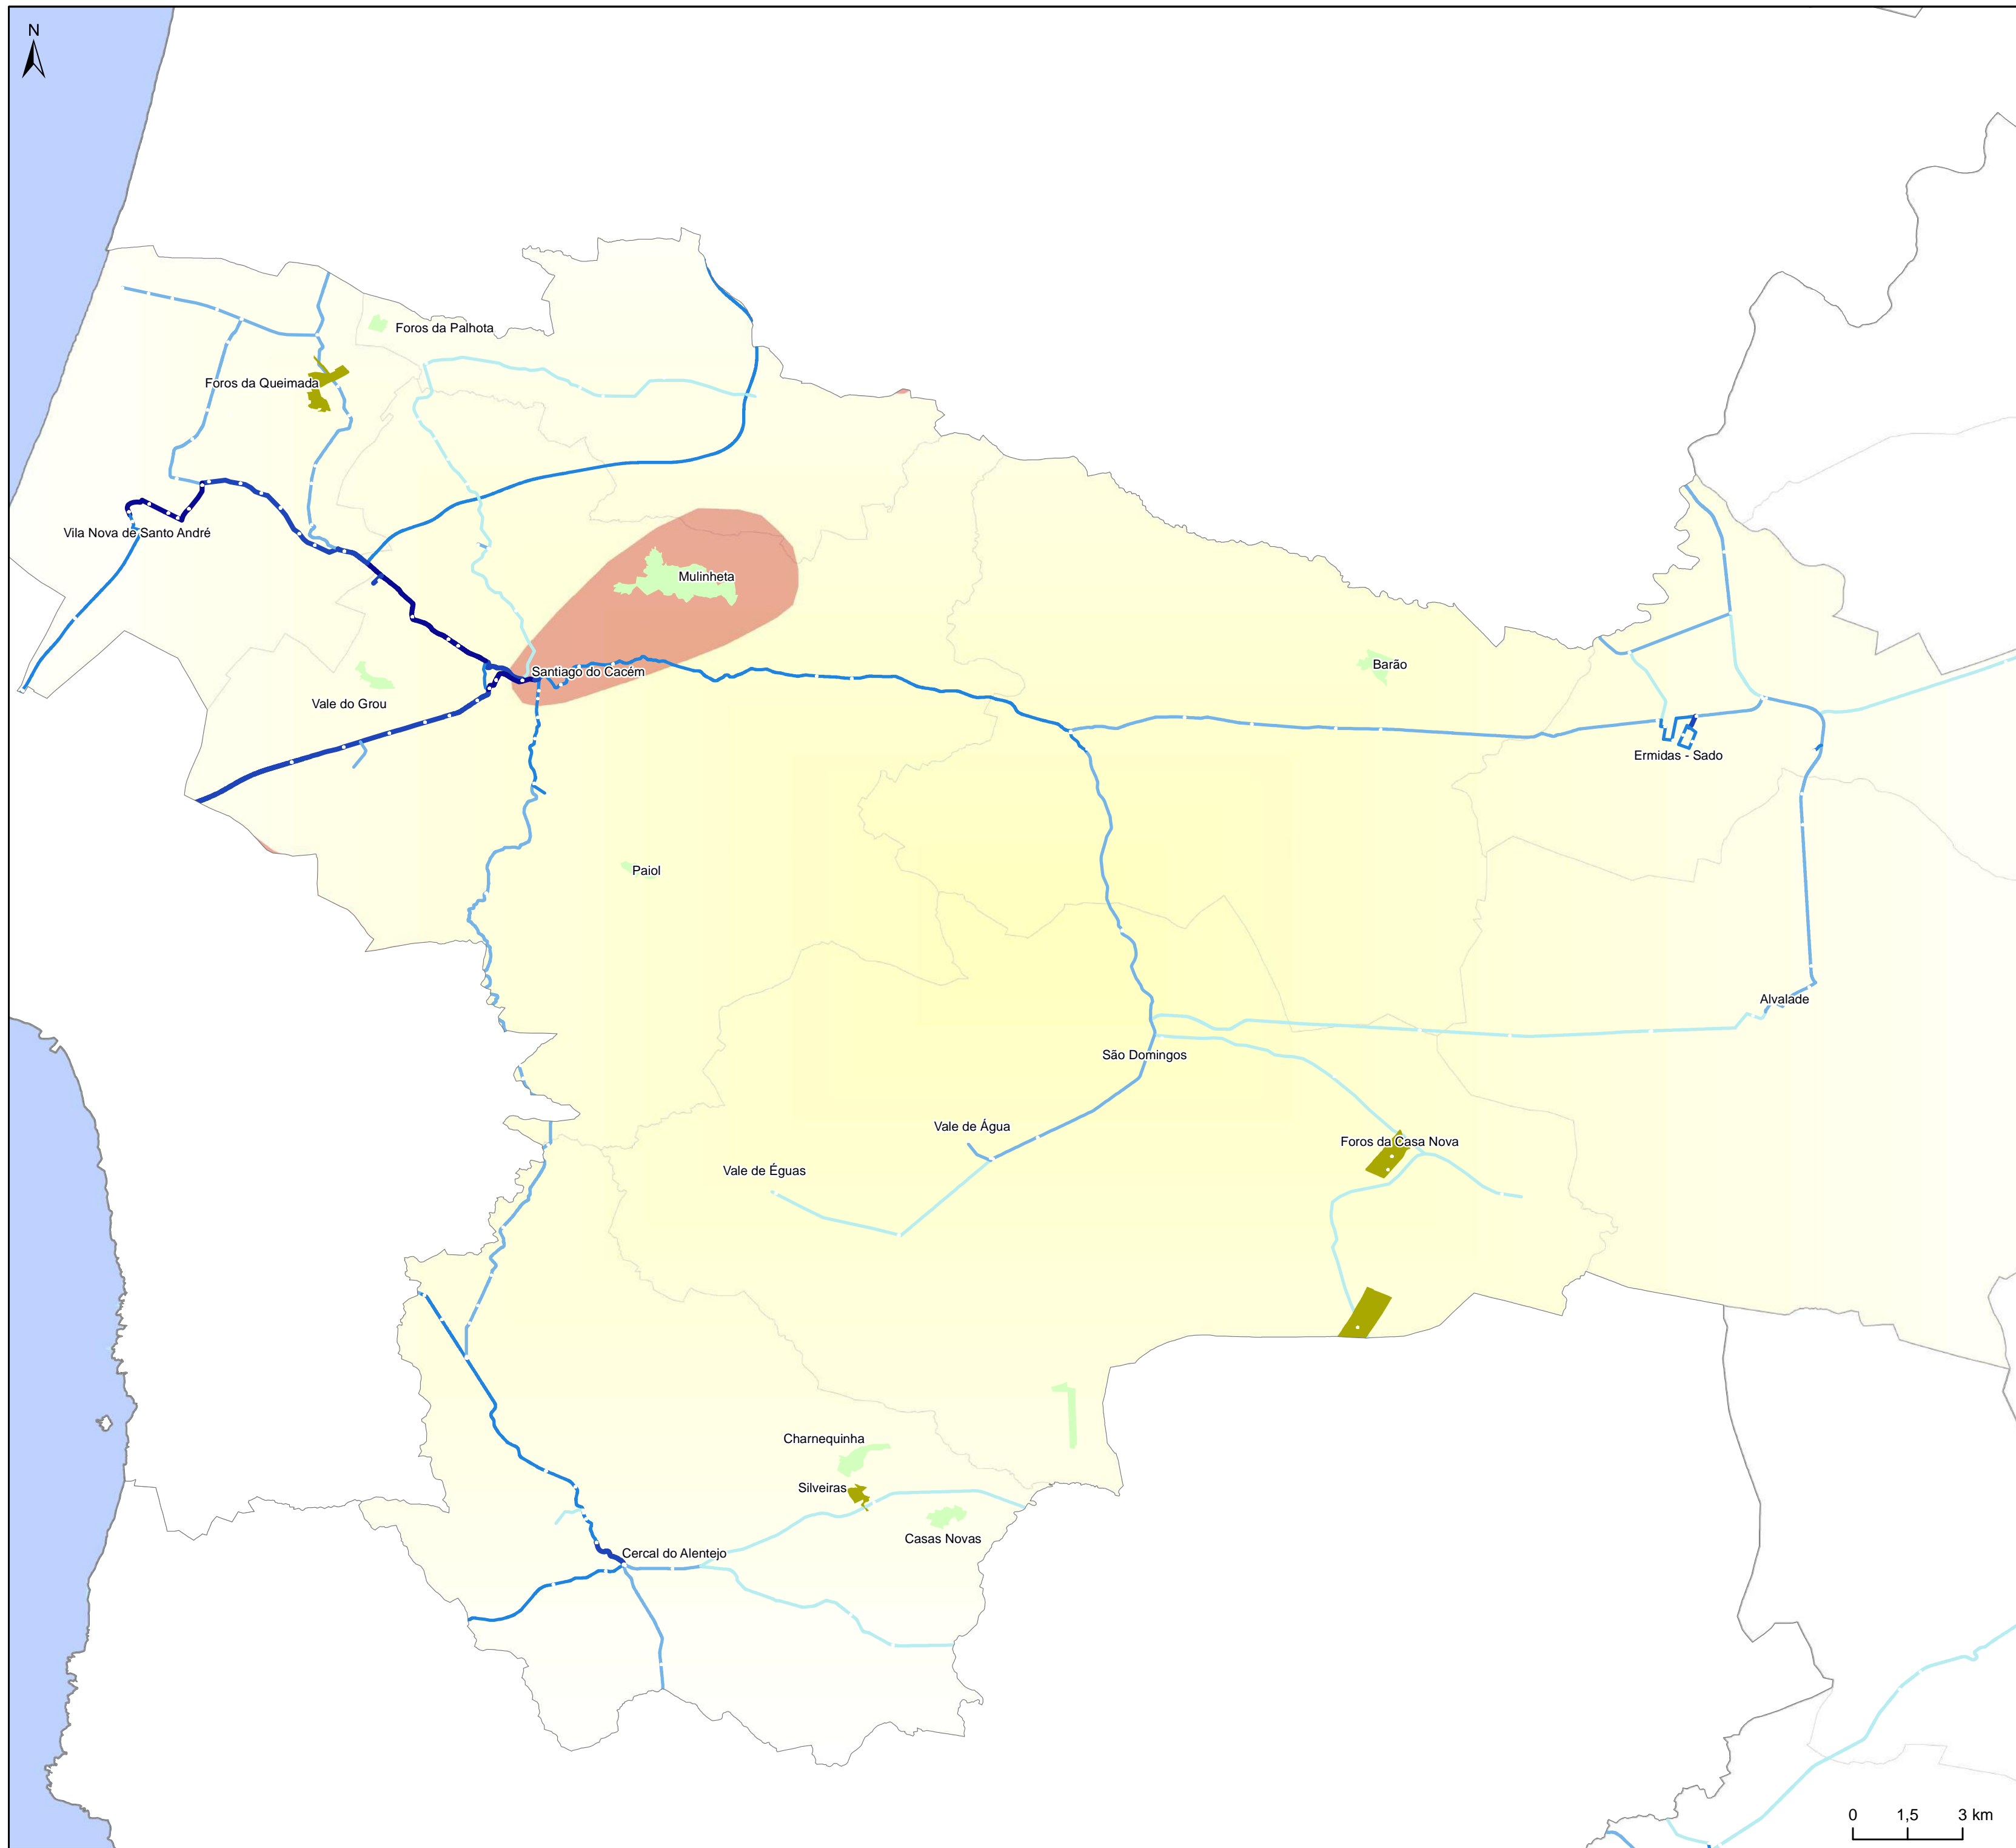 N
Foros da Palhota
Foros da Queimada
Vila Nova de Santo André
Mulinheta
Santiago do Cacém
Barão
Vale do Grou
Ermidas - Sado
Paiol
Alvalade
São Domingos
Vale de Água
Foros da Casa Nova
Vale de Éguas
Charnequinha
Silveiras
Casas Novas
Cercal do Alentejo
0 1,5 3 km